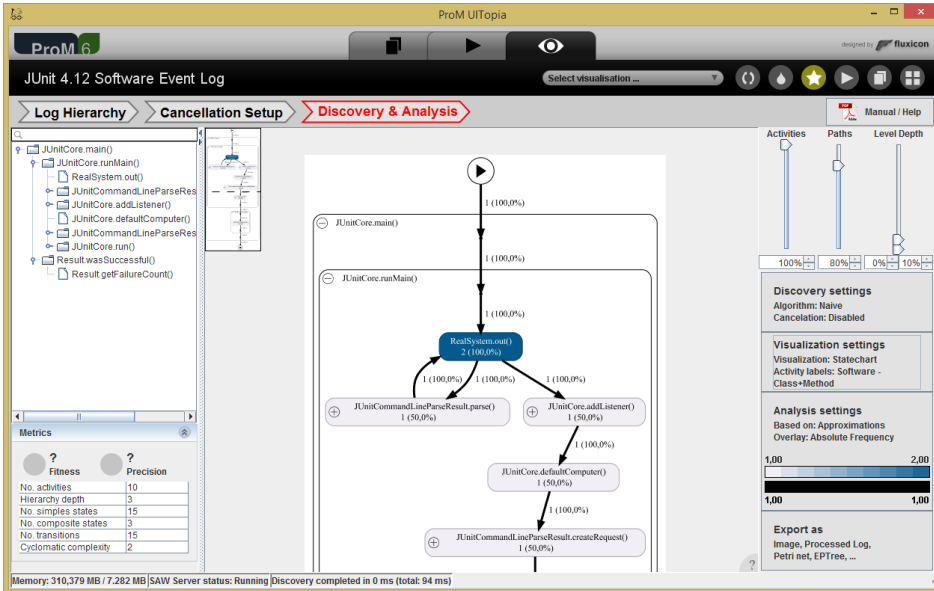 ProM UITopia
ProM 6
designed by fluxicon
JUnit 4.12 Software Event Log
Select visualisation ...
Log Hierarchy
Cancellation Setup
Discovery & Analysis
Manual / Help
JUnitCore.main()
JUnitCore.runMain()
RealSystem.out()
JUnitCommandLineParseRes
JUnitCore.addListener()
JUnitCore.defaultComputer()
JUnitCommandLineParseRes
JUnitCore.run()
Result.wasSuccessful()
Result.getFailureCount()
Metrics
?
Fitness
?
Precision
No. activities 10
Hierarchy depth 3
No. simples states 15
No. composite states 3
No. transitions 15
Cyclomatic complexity 2
1 (100,0%)
JUnitCore.main()
1 (100,0%)
JUnitCore.runMain()
1 (100,0%)
RealSystem.out()
2 (100,0%)
1 (100,0%) 1 (100,0%) 1 (100,0%)
JUnitCommandLineParseResult.parse()
1 (50,0%)
JUnitCore.addListener()
1 (50,0%)
1 (100,0%)
JUnitCore.defaultComputer()
1 (50,0%)
1 (100,0%)
JUnitCommandLineParseResult.createRequest()
1 (50,0%)
?
Activities Paths Level Depth
100% 80% 0% 10%
Discovery settings
Algorithm: Naive
Cancelation: Disabled
Visualization settings
Visualization: Statechart
Activity labels: Software -
Class+Method
Analysis settings
Based on: Approximations
Overlay: Absolute Frequency
1,00 2,00
1,00 1,00
Export as
Image, Processed Log,
Petri net, EPTree, ...
Memory: 310,379 MB / 7.282 MB SAW Server status: Running Discovery completed in 0 ms (total: 94 ms)